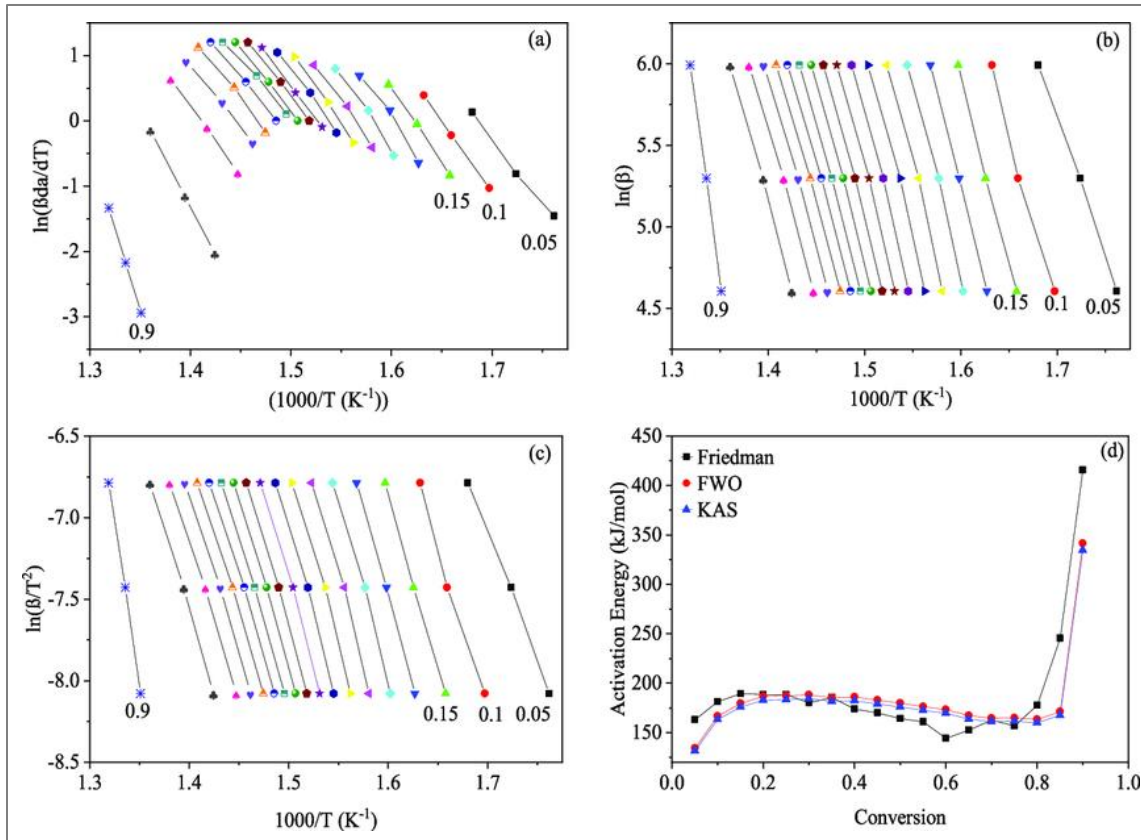 (a)
ln(βda/dT)
1
0
-1
-2
-3
0.15
0.1
0.05
0.9
1.3 1.4 1.5 1.6 1.7
(1000/T (K⁻¹))
(b)
ln(β)
6.0
5.5
5.0
4.5
0.9
0.15
0.1
0.05
1.3 1.4 1.5 1.6 1.7
1000/T (K⁻¹)
(c)
ln(ß/T²)
-6.5
-7.0
-7.5
-8.0
-8.5
0.9
0.15
0.1
0.05
1.3 1.4 1.5 1.6 1.7
1000/T (K⁻¹)
(d)
Activation Energy (kJ/mol)
450
400
350
300
250
200
150
Friedman
FWO
KAS
0.0 0.2 0.4 0.6 0.8 1.0
Conversion